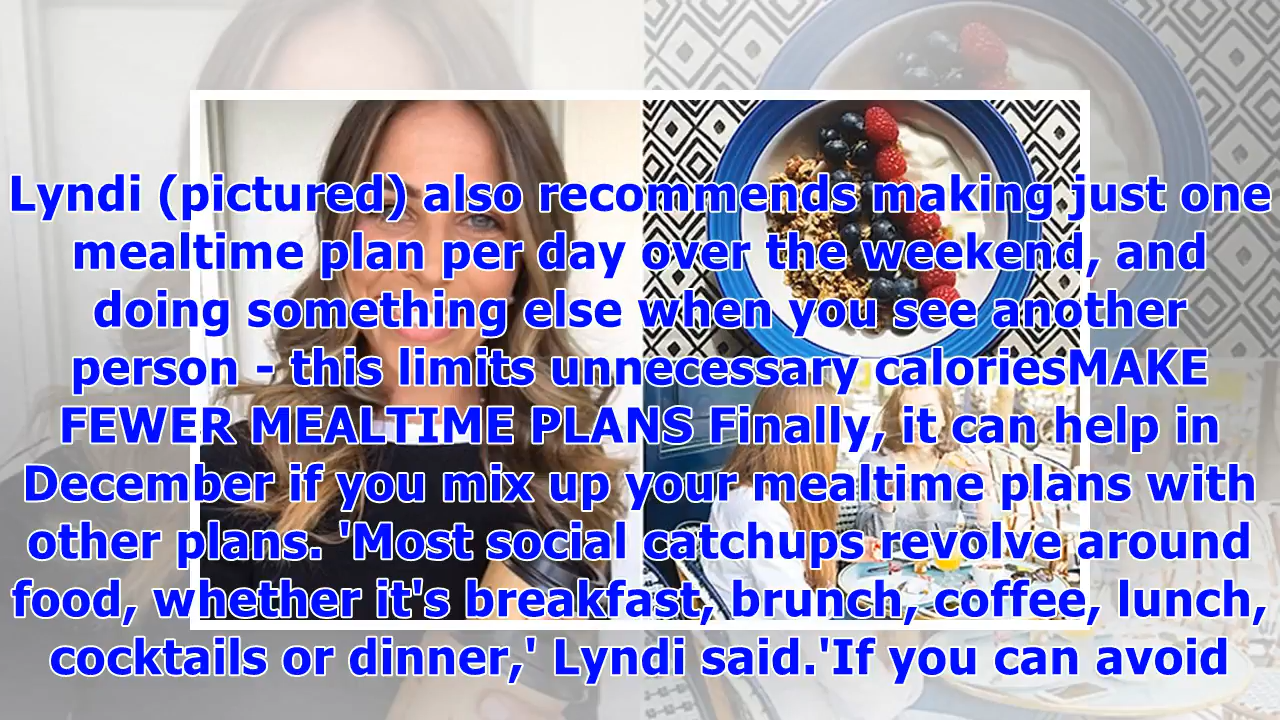 Lyndi (pictured) also recommends making just one
mealtime plan per day over the weekend, and
doing something else when you see another
person - this limits unnecessary caloriesMAKE
FEWER MEALTIME PLANS Finally, it can help in
December if you mix up your mealtime plans with
other plans. 'Most social catchups revolve around
food, whether it's breakfast, brunch, coffee, lunch,
cocktails or dinner,' Lyndi said.'If you can avoid